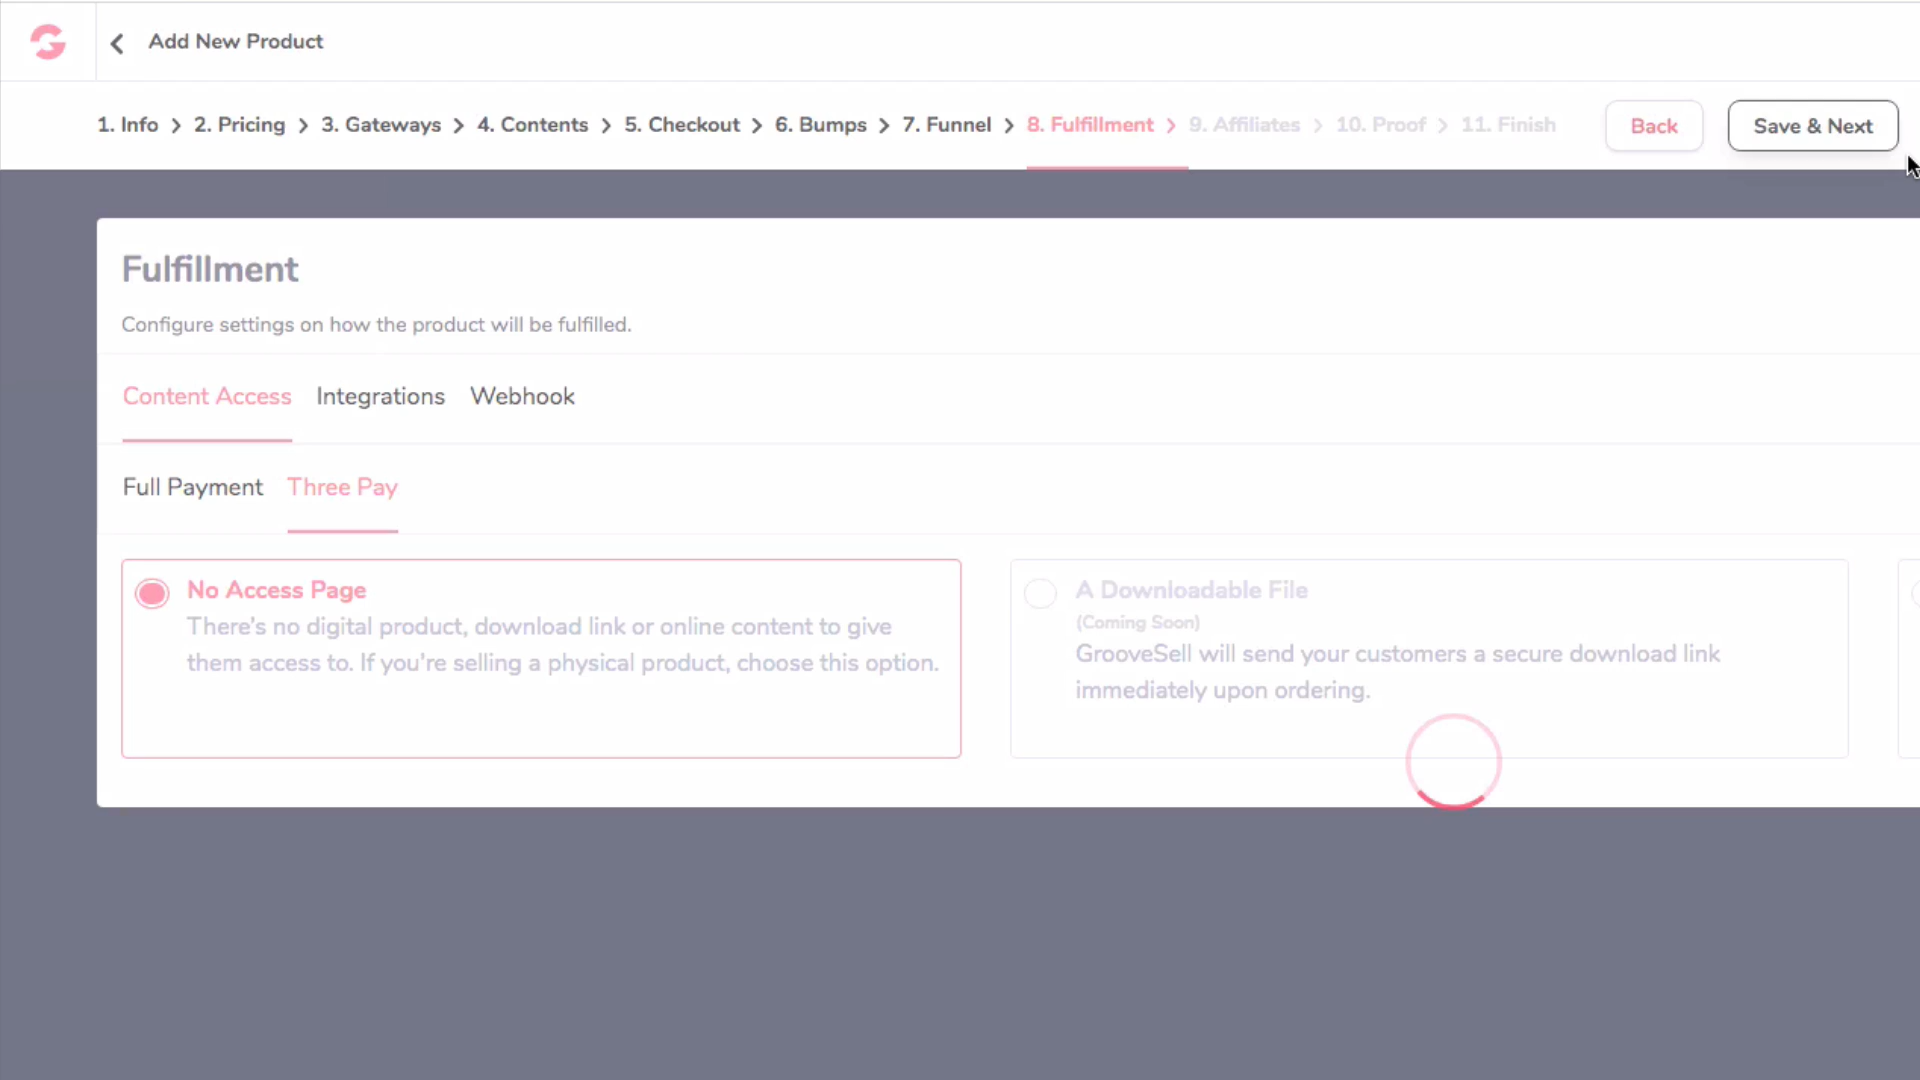 Add New Product
1. Info > 2. Pricing > 3. Gateways > 4. Contents > 5. Checkout > 6. Bumps > 7. Funnel > 8. Fulfillment > 9. Affiliates > 10. Proof > 11. Finish
Back
Save & Next
Fulfillment
Configure settings on how the product will be fulfilled.
Content Access Integrations Webhook
Full Payment Three Pay
No Access Page
There's no digital product, download link or online content to give
them access to. If you're selling a physical product, choose this option.
A Downloadable File
(Coming Soon)
GrooveSell will send your customers a secure download link
immediately upon ordering.